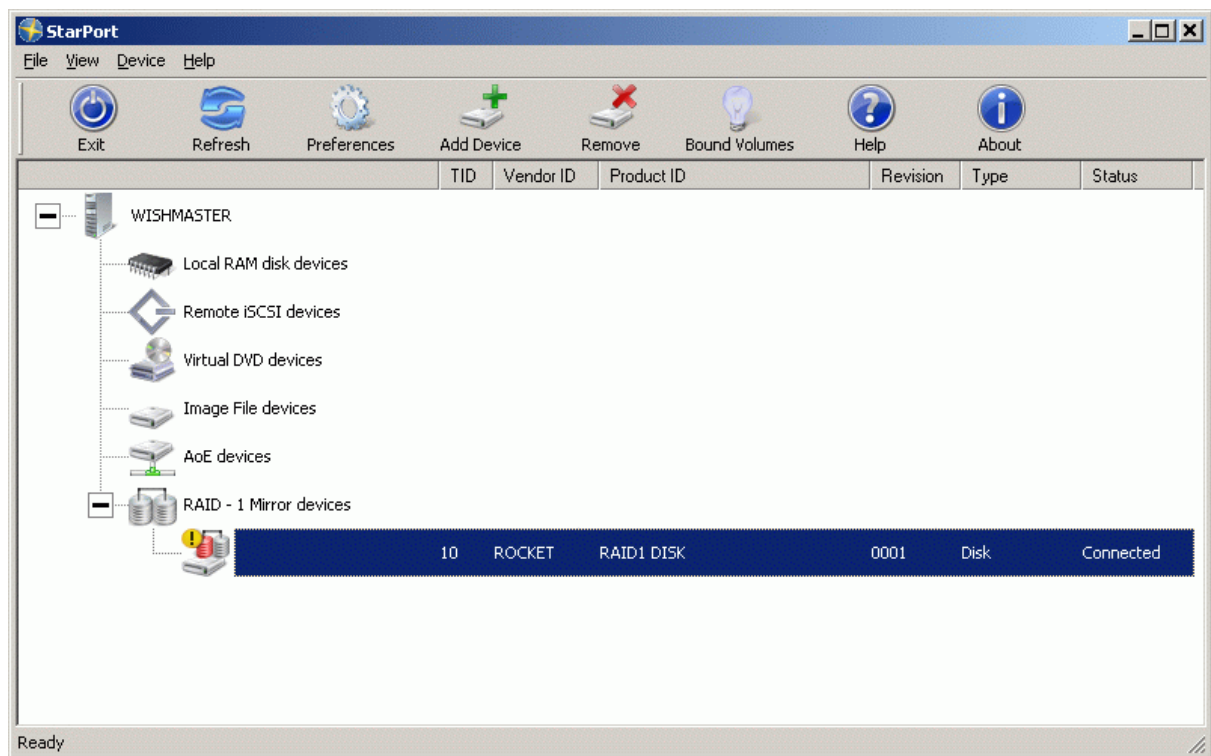 StarPort
File View Device Help
Exit Refresh Preferences Add Device Remove Bound Volumes Help About
TID Vendor ID Product ID Revision Type Status
WISHMASTER
Local RAM disk devices
Remote iSCSI devices
Virtual DVD devices
Image File devices
AoE devices
RAID - 1 Mirror devices
10 ROCKET RAID1 DISK 0001 Disk Connected
Ready